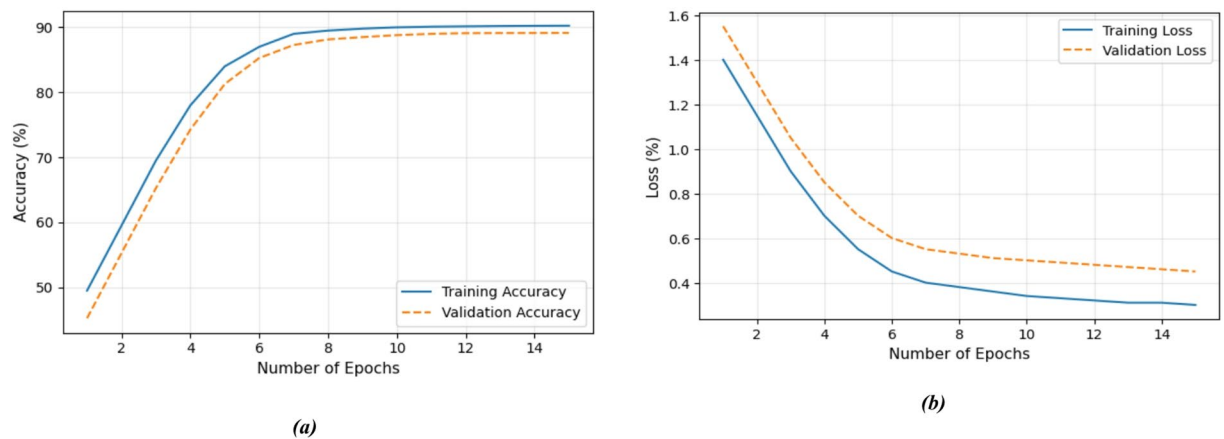 90
80
70
60
50
Accuracy (%)
Training Accuracy
Validation Accuracy
2 4 6 8 10 12 14
Number of Epochs
(a)
1.6
1.4
1.2
1.0
0.8
0.6
0.4
Loss (%)
Training Loss
Validation Loss
2 4 6 8 10 12 14
Number of Epochs
(b)